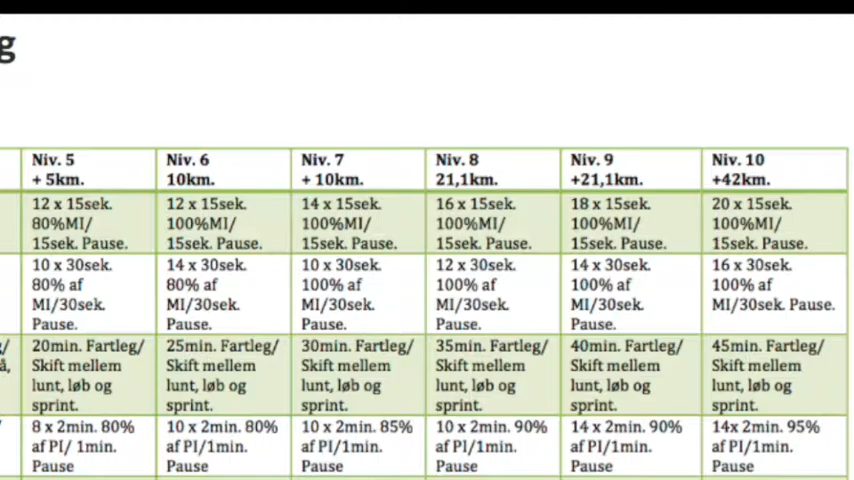 g
Niv. 5 Niv. 6 Niv. 7 Niv. 8 Niv. 9 Niv. 10
+ 5km. 10km. + 10km. 21,1km. +21,1km. +42km.
12 x 15sek. 12 x 15sek. 14 x 15sek. 16 x 15sek. 18 x 15sek. 20 x 15sek.
80%MI/ 100%MI/ 100%MI/ 100%MI/ 100%MI/ 100%MI/
15sek. Pause. 15sek. Pause. 15sek. Pause. 15sek. Pause. 15sek. Pause. 15sek. Pause.
10 x 30sek. 14 x 30sek. 10 x 30sek. 12 x 30sek. 14 x 30sek. 16 x 30sek.
80% af 80% af 100% af 100% af 100% af 100% af
MI/30sek. MI/30sek. MI/30sek. MI/30sek. MI/30sek. MI/30sek. Pause.
Pause. Pause. Pause. Pause. Pause.
/ 20min. Fartleg/ 25min. Fartleg/ 30min. Fartleg/ 35min. Fartleg/ 40min. Fartleg/ 45min. Fartleg/
å, Skift mellem Skift mellem Skift mellem Skift mellem Skift mellem Skift mellem
lunt, løb og lunt, løb og lunt, løb og lunt, løb og lunt, løb og lunt, løb og
sprint. sprint. sprint. sprint. sprint. sprint.
/ 8 x 2min. 80% 10 x 2min. 80% 10 x 2min. 85% 10 x 2min. 90% 14 x 2min. 90% 14x 2min. 95%
af PI/ 1min. af PI/1min. af PI/1min. af PI/1min. af PI/1min. af PI/1min.
Pause Pause Pause Pause Pause Pause